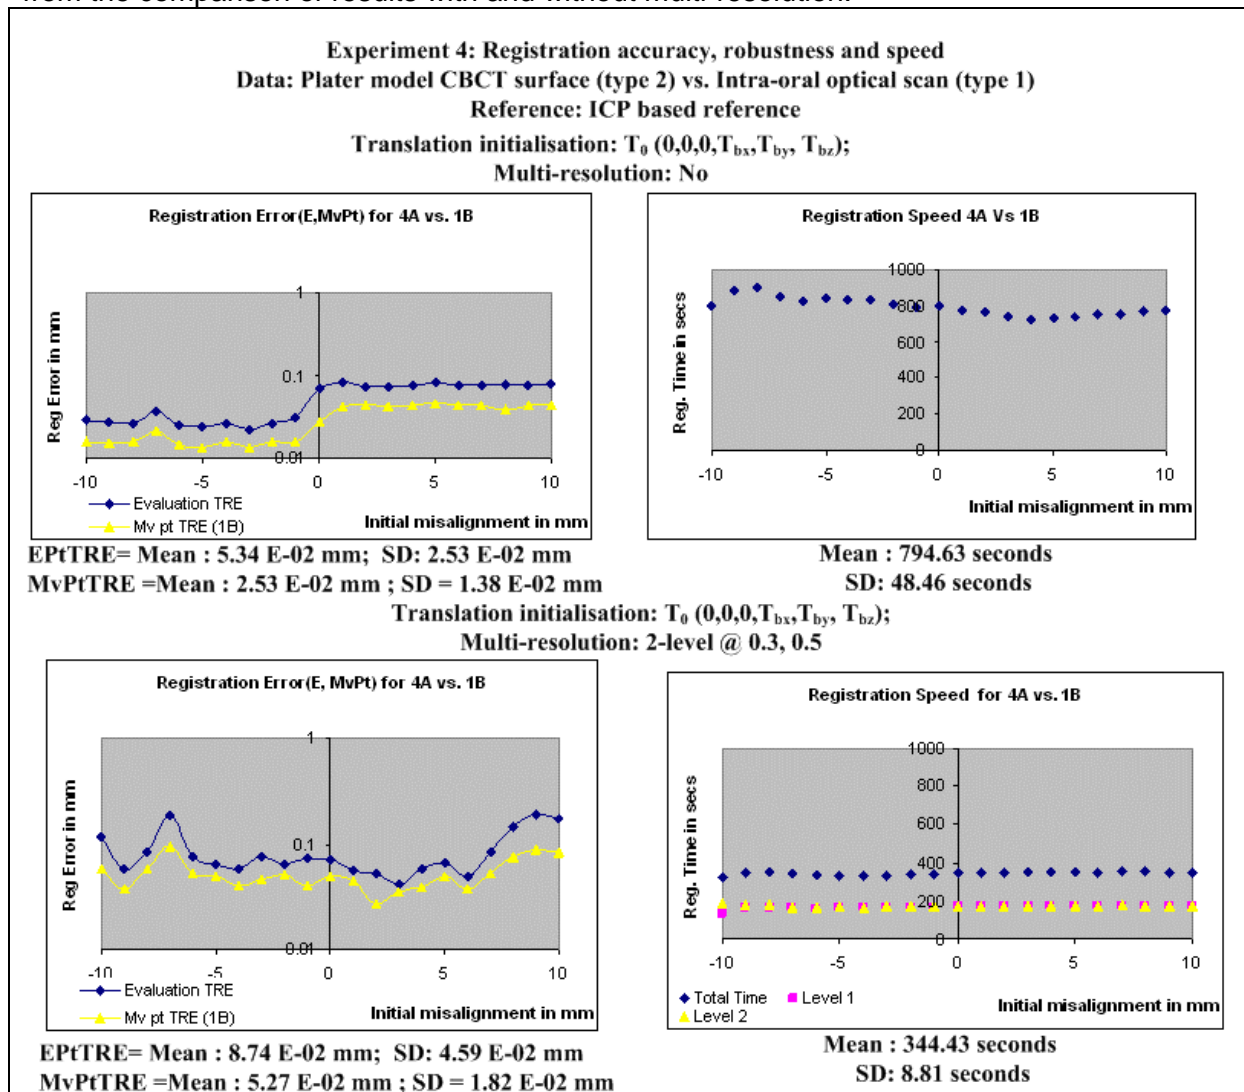 from the comparison of results with and without multi-resolution.
Experiment 4: Registration accuracy, robustness and speed
Data: Plater model CBCT surface (type 2) vs. Intra-oral optical scan (type 1)
Reference: ICP based reference
Translation initialisation: T₀ (0,0,0,Tbx,Tby, Tbz);
Multi-resolution: No
Registration Error(E,MvPt) for 4A vs. 1B
Reg Error in mm
1
0.1
0.01
-10 -5 0 5 10
Evaluation TRE
Mv pt TRE (1B)
Initial misalignment in mm
EPtTRE= Mean : 5.34 E-02 mm; SD: 2.53 E-02 mm
MvPtTRE =Mean : 2.53 E-02 mm ; SD = 1.38 E-02 mm
Registration Speed 4A Vs 1B
Reg. Time in secs
1000
800
600
400
200
0
-10 -5 0 5 10
Initial misalignment in mm
Mean : 794.63 seconds
SD: 48.46 seconds
Translation initialisation: T₀ (0,0,0,Tbx,Tby, Tbz);
Multi-resolution: 2-level @ 0.3, 0.5
Registration Error(E, MvPt) for 4A vs. 1B
Reg Error in mm
1
0.1
0.01
-10 -5 0 5 10
Evaluation TRE
Mv pt TRE (1B)
Initial misalignment in mm
EPtTRE= Mean : 8.74 E-02 mm; SD: 4.59 E-02 mm
MvPtTRE =Mean : 5.27 E-02 mm ; SD = 1.82 E-02 mm
Registration Speed for 4A vs. 1B
Reg. Time in secs
1000
800
600
400
200
0
-10 -5 0 5 10
Total Time Level 1
Level 2
Initial misalignment in mm
Mean : 344.43 seconds
SD: 8.81 seconds